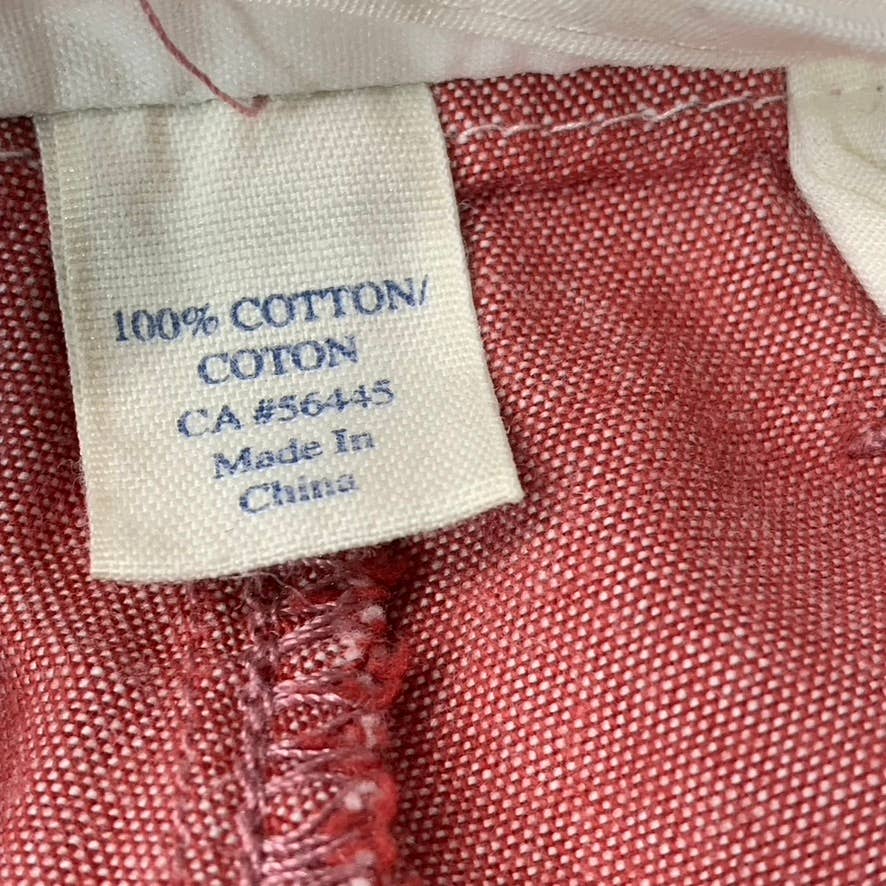 100% COTTON/
COTON
CA #56445
Made In
China